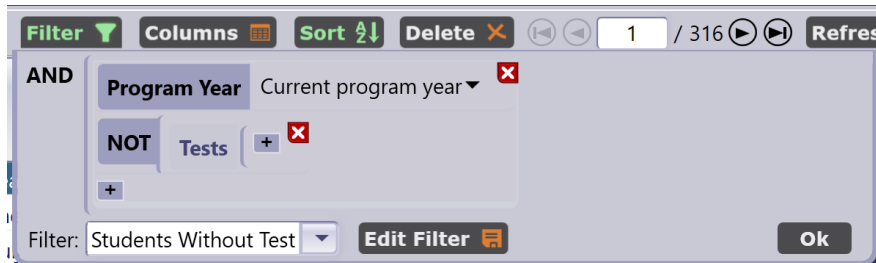 Filter Columns Sort Delete 1 / 316 Refres
AND Program Year Current program year
NOT Tests +
+
Filter: Students Without Test Edit Filter Ok